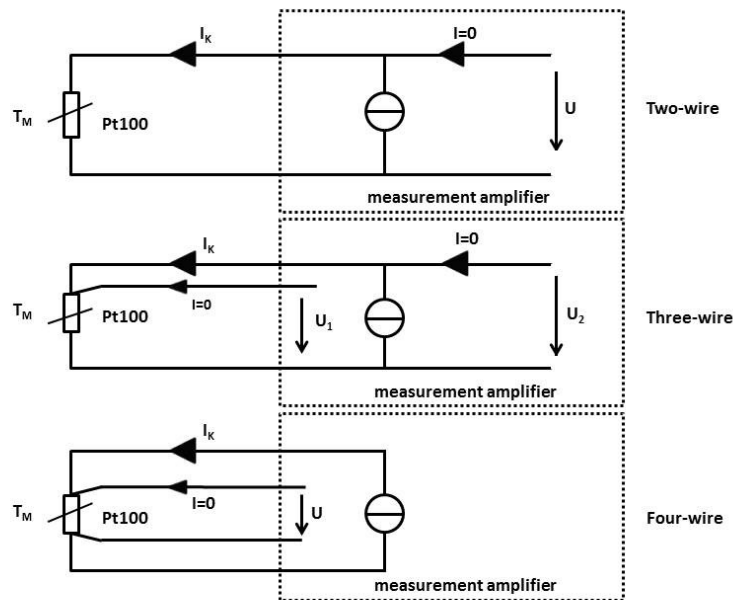 I_K
I=0
T_M
Pt100
U
Two-wire
measurement amplifier
I_K
I=0
I=0
T_M
Pt100
U_1
U_2
Three-wire
measurement amplifier
I_K
I=0
T_M
Pt100
U
Four-wire
measurement amplifier